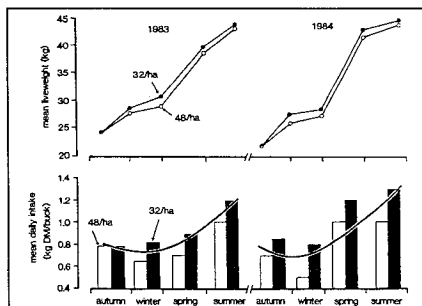 1983
1984
mean liveweight (kg)
45
40
35
30
25
20
32/ha
48/ha
mean daily intake
(kg DM/buck)
1.4
1.2
1.0
0.8
0.6
0.4
48/ha
32/ha
autumn winter spring summer autumn winter spring summer